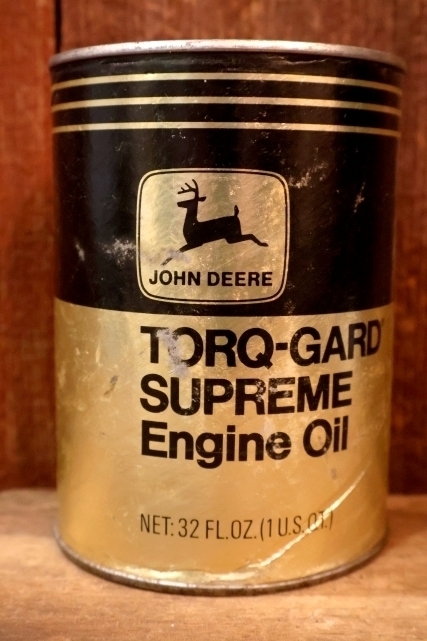 JOHN DEERE
TORQ-GARD
SUPREME
Engine Oil
NET: 32 FL.OZ.(1 U.S.QT.)